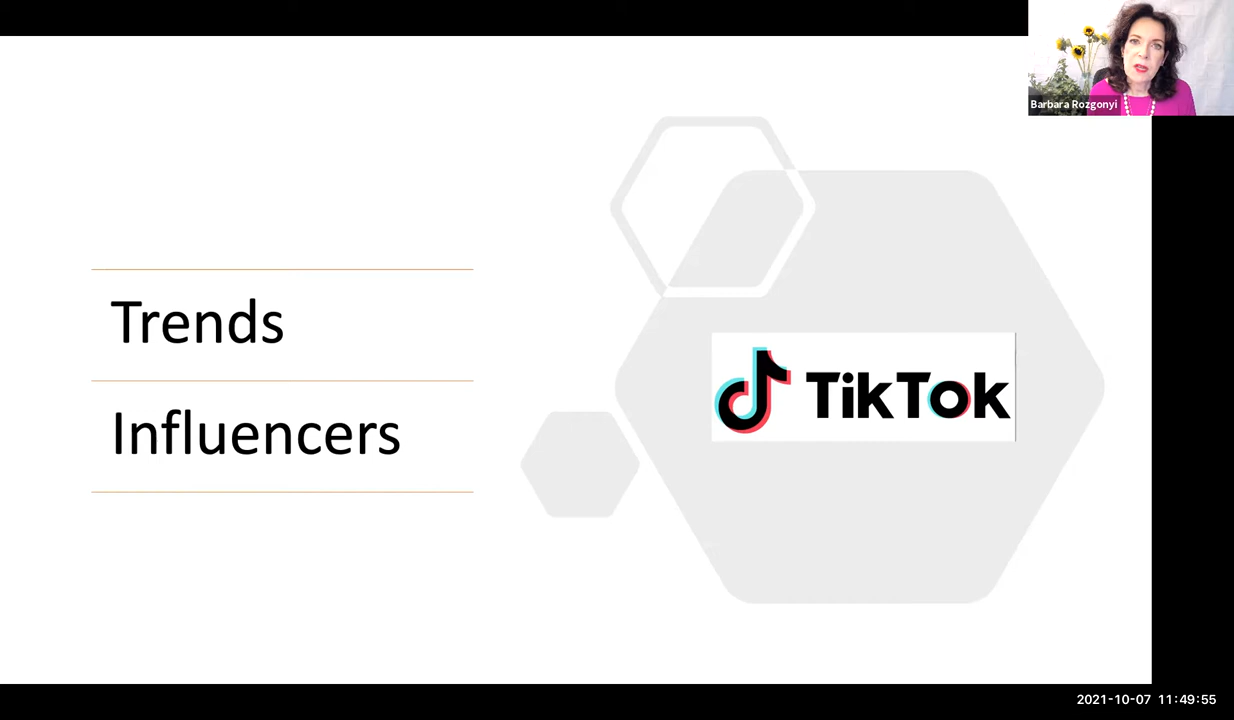 Barbara Rozgonyi
Trends
Influencers
TikTok
2021-10-07 11:49:55